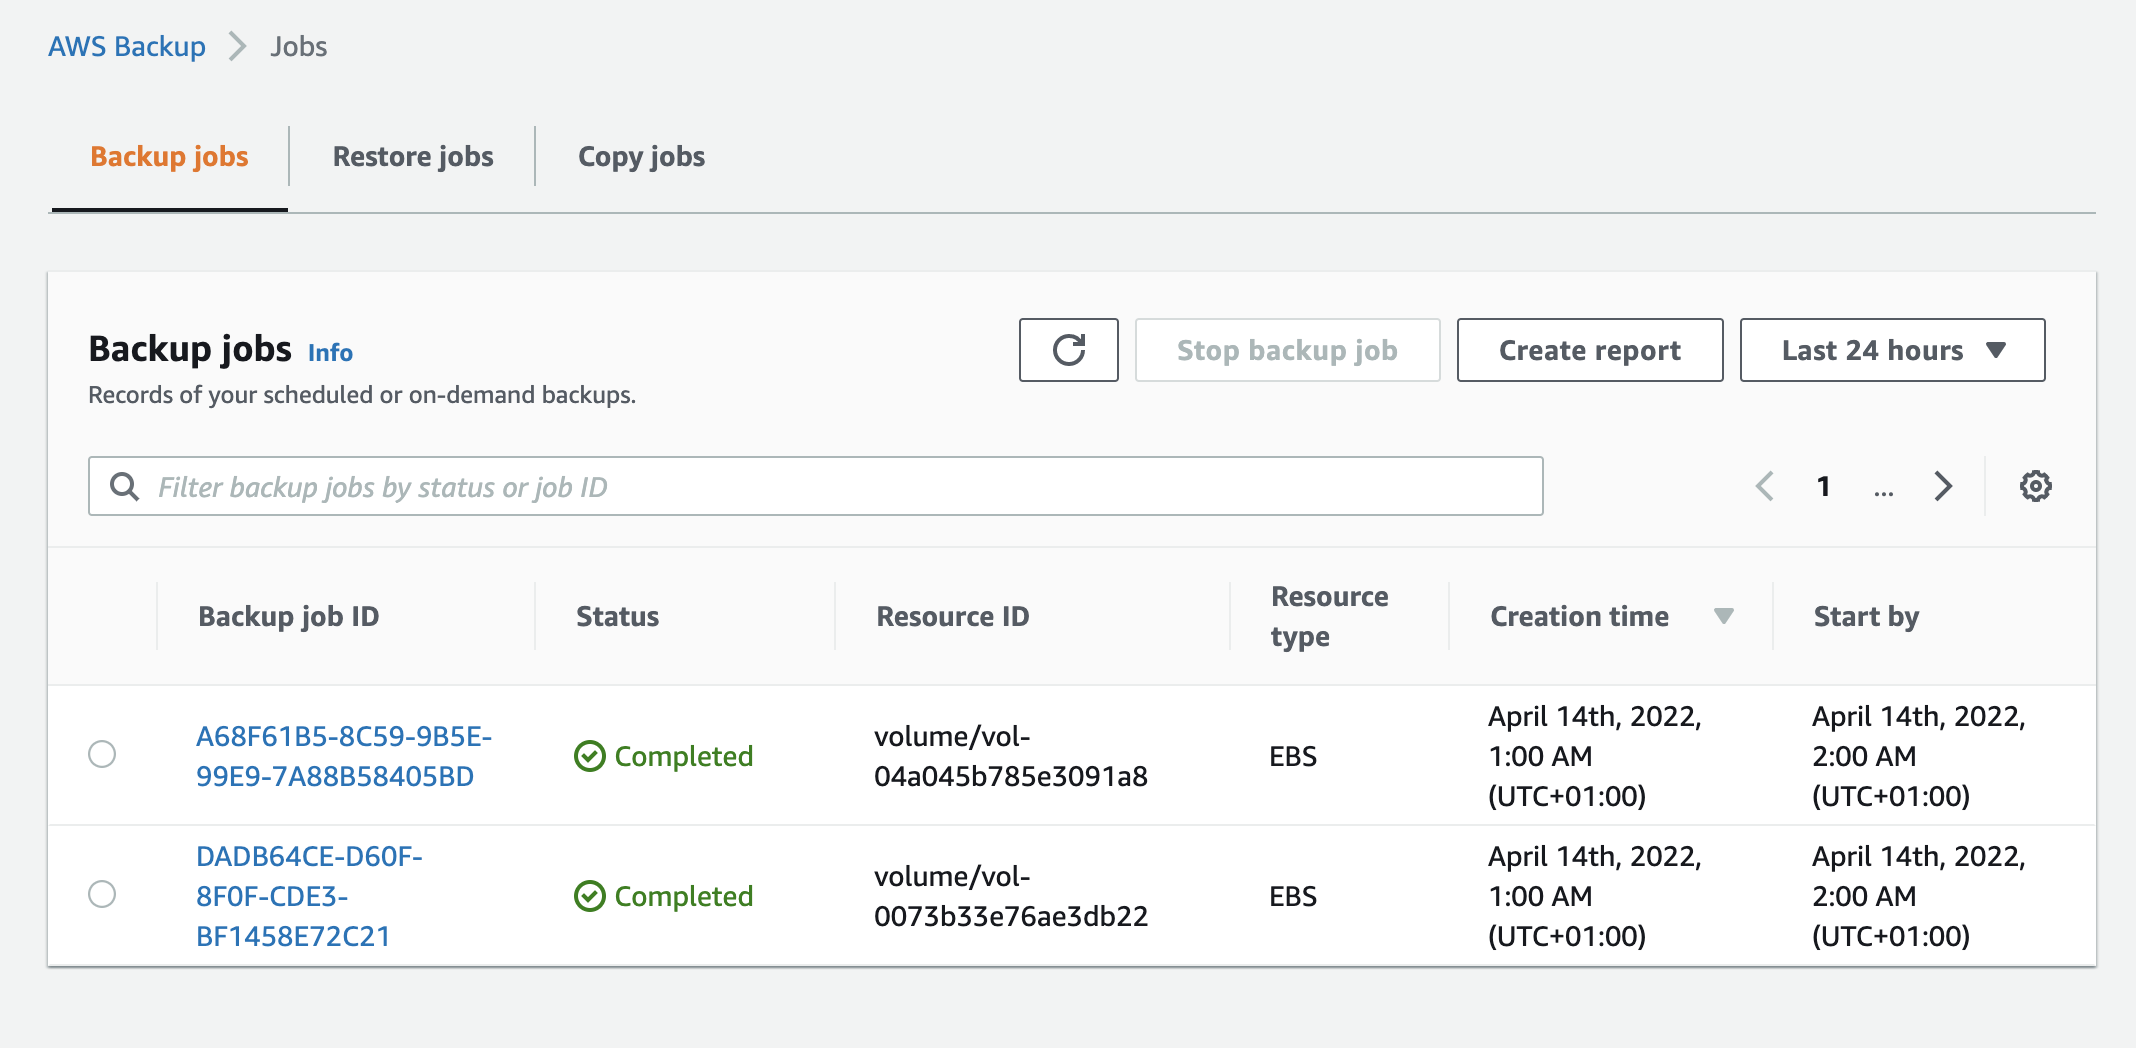 AWS Backup Jobs
Backup jobs Restore jobs Copy jobs
Backup jobs Info
Records of your scheduled or on-demand backups.
Stop backup job Create report Last 24 hours
Filter backup jobs by status or job ID
1 ...
Backup job ID Status Resource ID Resource type Creation time Start by
A68F61B5-8C59-9B5E-
99E9-7A88B58405BD
Completed
volume/vol-
04a045b785e3091a8
EBS
April 14th, 2022,
1:00 AM
(UTC+01:00)
April 14th, 2022,
2:00 AM
(UTC+01:00)
DADB64CE-D60F-
8F0F-CDE3-
BF1458E72C21
Completed
volume/vol-
0073b33e76ae3db22
EBS
April 14th, 2022,
1:00 AM
(UTC+01:00)
April 14th, 2022,
2:00 AM
(UTC+01:00)